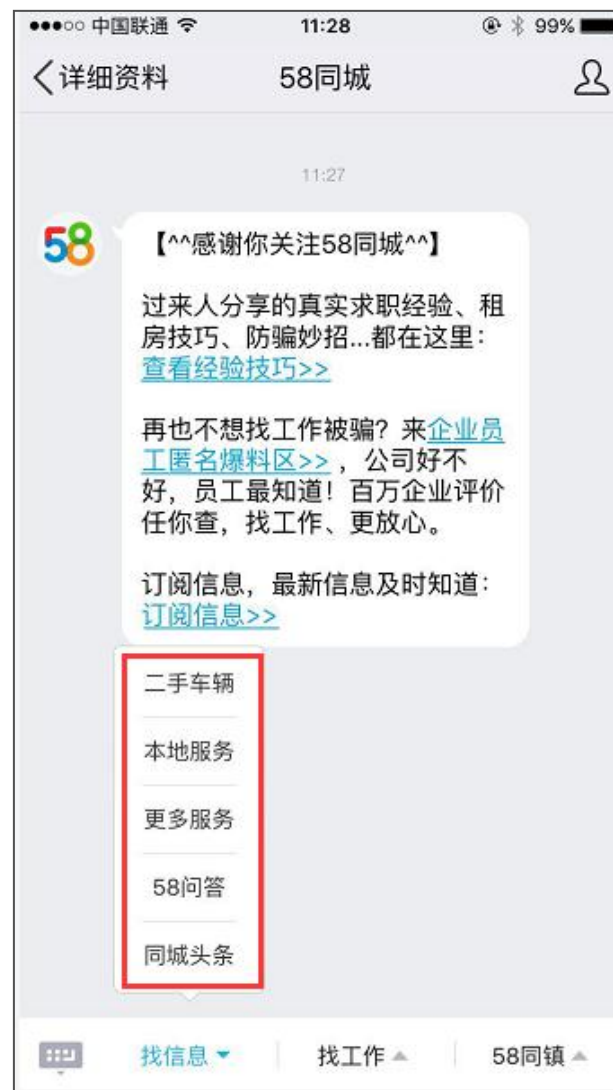 中国联通 11:28 99%
详细资料 58同城
11:27
58
【^^感谢你关注58同城^^】
过来人分享的真实求职经验、租
房技巧、防骗妙招...都在这里：
查看经验技巧>>
再也不想找工作被骗？来企业员
工匿名爆料区>> ，公司好不
好，员工最知道！百万企业评价
任你查，找工作、更放心。
订阅信息，最新信息及时知道：
订阅信息>>
二手车辆
本地服务
更多服务
58问答
同城头条
找信息 找工作 58同镇